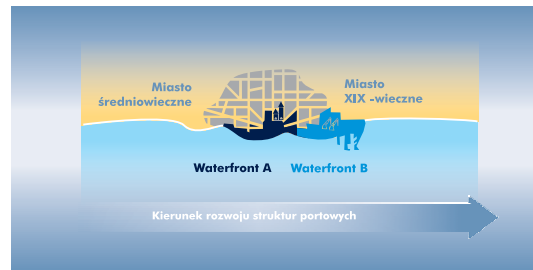 Miasto
średniowieczne
Miasto
XIX -wieczne
Waterfront A
Waterfront B
Kierunek rozwoju struktur portowych